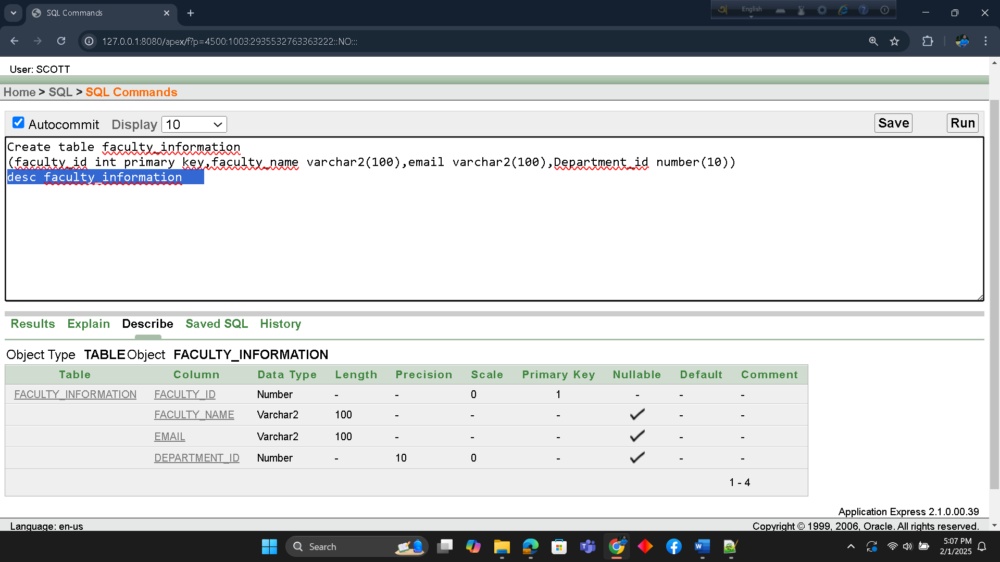 SQL Commands
English
127.0.0.1:8080/apex/f?p=4500:1003:2935532763363222::NO:::
User: SCOTT
Home > SQL > SQL Commands
Autocommit Display 10 Save Run
Create table faculty_information
(faculty_id int primary key,faculty_name varchar2(100),email varchar2(100),Department_id number(10))
desc faculty_information
Results Explain Describe Saved SQL History
Object Type TABLE Object FACULTY_INFORMATION
Table Column Data Type Length Precision Scale Primary Key Nullable Default Comment
FACULTY_INFORMATION FACULTY_ID Number - - 0 1 - - -
FACULTY_NAME Varchar2 100 - - - - -
EMAIL Varchar2 100 - - - - -
DEPARTMENT_ID Number - 10 0 - - -
1 - 4
Application Express 2.1.0.00.39
Language: en-us Copyright © 1999, 2006, Oracle. All rights reserved.
Search
5:07 PM
2/1/2025